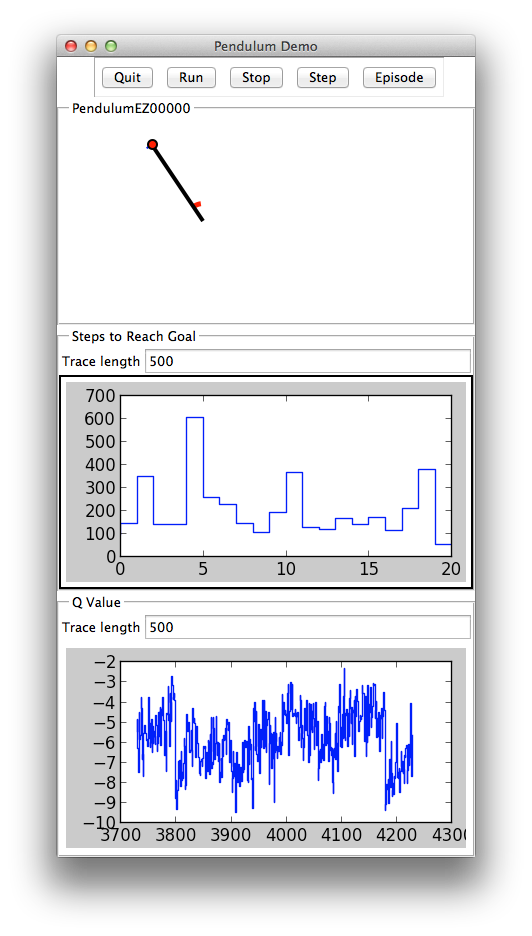 Pendulum Demo
Quit Run Stop Step Episode
PendulumEZ00000
Steps to Reach Goal
Trace length 500
700
600
500
400
300
200
100
0
0 5 10 15 20
Q Value
Trace length 500
−2
−3
−4
−5
−6
−7
−8
−9
−10
3700 3800 3900 4000 4100 4200 4300